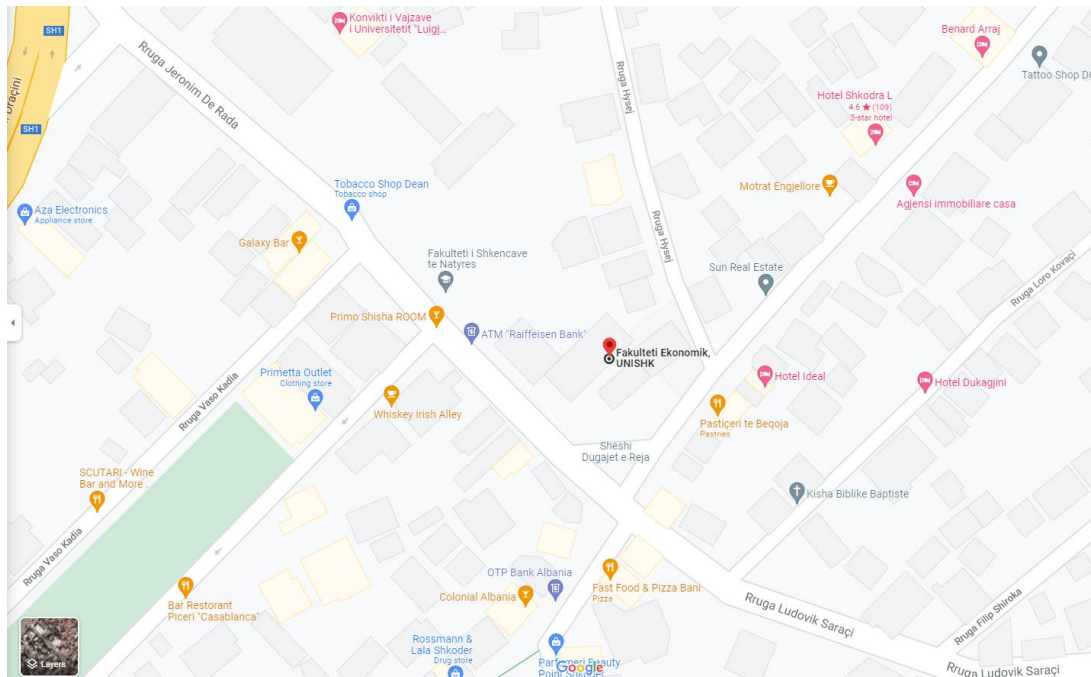 SH1
Konvikti i Vajzave
i Universitetit "Luigj...
Benard Arraj
Rruga Jeronim De Rada
Rruga Hysej
Tattoo Shop
Hotel Shkodra L
4.6 ★ (109)
3-star hotel
SH1
Tobacco Shop Dean
Tobacco shop
Motrat Engjellore
Aza Electronics
Appliance store
Agjensi immobiliare casa
Galaxy Bar
Fakulteti i Shkencave
te Natyres
Rruga Hysej
Sun Real Estate
Rruga Loro Kovaçi
Primo Shisha ROOM
ATM "Raiffeisen Bank"
Fakulteti Ekonomik,
UNISHK
Primetta Outlet
Clothing store
Rruga Vaso Kadia
Hotel Ideal
Hotel Dukagjini
Whiskey Irish Alley
Pastiçeri te Beqoja
Pastries
Sheshi
Dugajet e Reja
SCUTARI - Wine
Bar and More ...
Kisha Biblike Baptiste
Rruga Vaso Kadia
OTP Bank Albania
Fast Food & Pizza Bani
Pizza
Colonial Albania
Bar Restorant
Piceri "Casablanca"
Rruga Ludovik Saraçi
Rruga Filip Shiroka
Rossmann &
Lala Shkoder
Drug store
Layers
Parfumeri Beauty
Point Shkoder
Google
Rruga Ludovik Saraçi